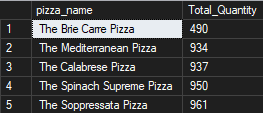 pizza_name Total_Quantity
1 The Brie Carre Pizza 490
2 The Mediterranean Pizza 934
3 The Calabrese Pizza 937
4 The Spinach Supreme Pizza 950
5 The Soppressata Pizza 961